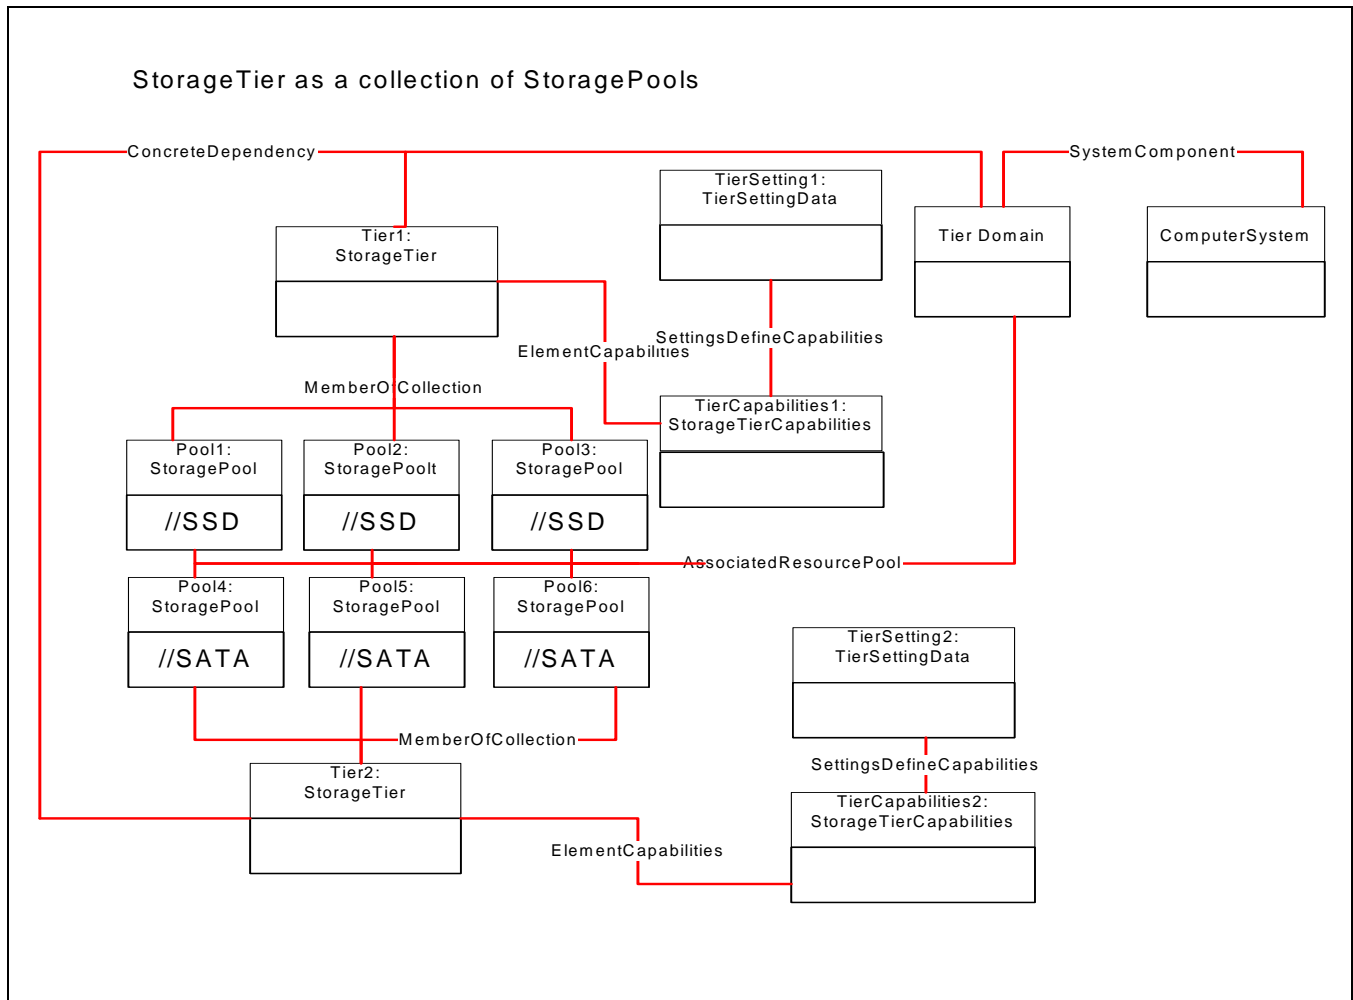 StorageTier as a collection of StoragePools
ConcreteDependency
SystemComponent
TierSetting1:
TierSettingData
Tier1:
StorageTier
Tier Domain
ComputerSystem
SettingsDefineCapabilities
ElementCapabilities
MemberOfCollection
TierCapabilities1:
StorageTierCapabilities
Pool1:
StoragePool
Pool2:
StoragePoolt
Pool3:
StoragePool
//SSD
//SSD
//SSD
AssociatedResourcePool
Pool4:
StoragePool
Pool5:
StoragePool
Pool6:
StoragePool
//SATA
//SATA
//SATA
TierSetting2:
TierSettingData
MemberOfCollection
SettingsDefineCapabilities
Tier2:
StorageTier
TierCapabilities2:
StorageTierCapabilities
ElementCapabilities